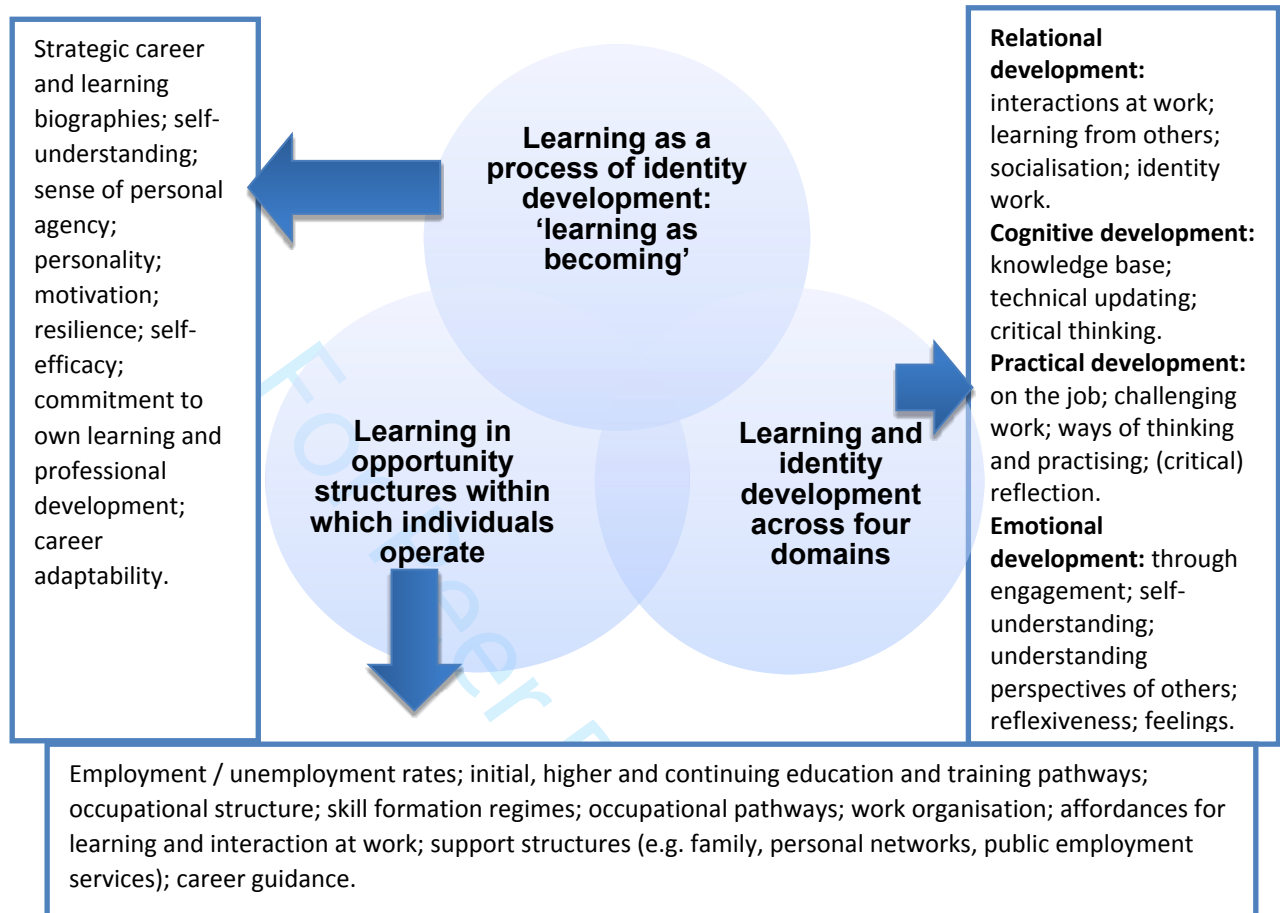 Strategic career
and learning
biographies; self-
understanding;
sense of personal
agency;
personality;
motivation;
resilience; self-
efficacy;
commitment to
own learning and
professional
development;
career
adaptability.
Learning as a
process of identity
development:
‘learning as
becoming’
Learning in
opportunity
structures within
which individuals
operate
Learning and
identity
development
across four
domains
Relational
development:
interactions at work;
learning from others;
socialisation; identity
work.
Cognitive development:
knowledge base;
technical updating;
critical thinking.
Practical development:
on the job; challenging
work; ways of thinking
and practising; (critical)
reflection.
Emotional
development: through
engagement; self-
understanding;
understanding
perspectives of others;
reflexiveness; feelings.
Employment / unemployment rates; initial, higher and continuing education and training pathways;
occupational structure; skill formation regimes; occupational pathways; work organisation; affordances for
learning and interaction at work; support structures (e.g. family, personal networks, public employment
services); career guidance.
For Peer